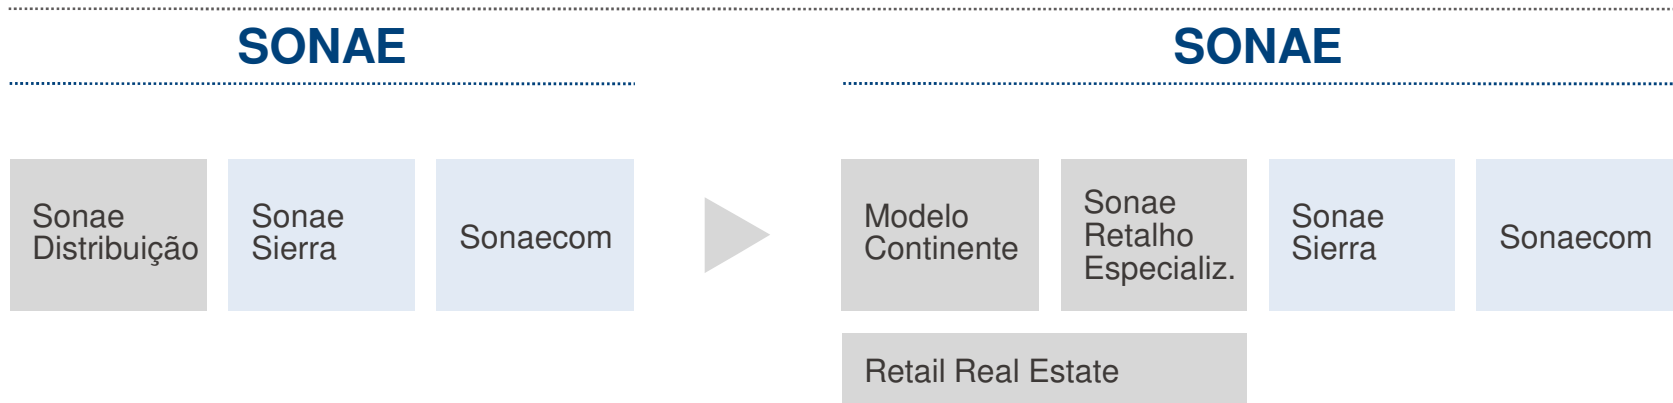 SONAE
Sonae
Distribuição
Sonae
Sierra
Sonaecom
SONAE
Modelo
Continente
Sonae
Retalho
Especializ.
Sonae
Sierra
Sonaecom
Retail Real Estate